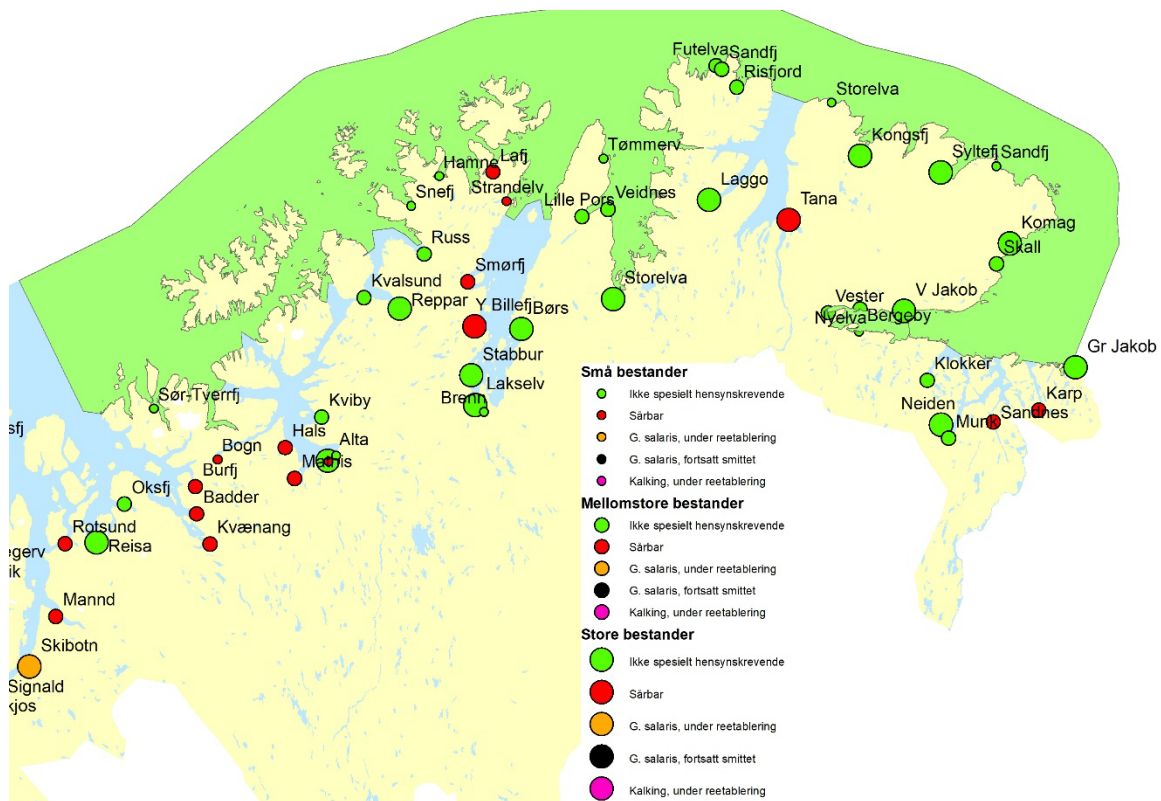 Futelva
Sandfj
Risfjord
Storelva
Kongsfj
Syltefj
Sandfj
Tømmerv
Hamne
Lafj
Strandelv
Snefj
Lille Pors
Veidnes
Laggo
Tana
Komag
Skall
Russ
Smørfj
Kvalsund
Reppar
Y Billefj
Børs
Storelva
Vester
V Jakob
Nyelva
Bergeby
Stabbur
Gr Jakob
Klokker
Lakselv
Brenn
Karp
Sør-Tverrfj
Kviby
Neiden
Munk
Sandnes
sfj
Hals
Alta
Bogn
Mathis
Burfj
Badder
Oksfj
Kvænang
Rotsund
Reisa
egerv
ik
Mannd
Skibotn
Signald
kjos
Små bestander
Ikke spesielt hensynskrevende
Sårbar
G. salaris, under reetablering
G. salaris, fortsatt smittet
Kalking, under reetablering
Mellomstore bestander
Ikke spesielt hensynskrevende
Sårbar
G. salaris, under reetablering
G. salaris, fortsatt smittet
Kalking, under reetablering
Store bestander
Ikke spesielt hensynskrevende
Sårbar
G. salaris, under reetablering
G. salaris, fortsatt smittet
Kalking, under reetablering